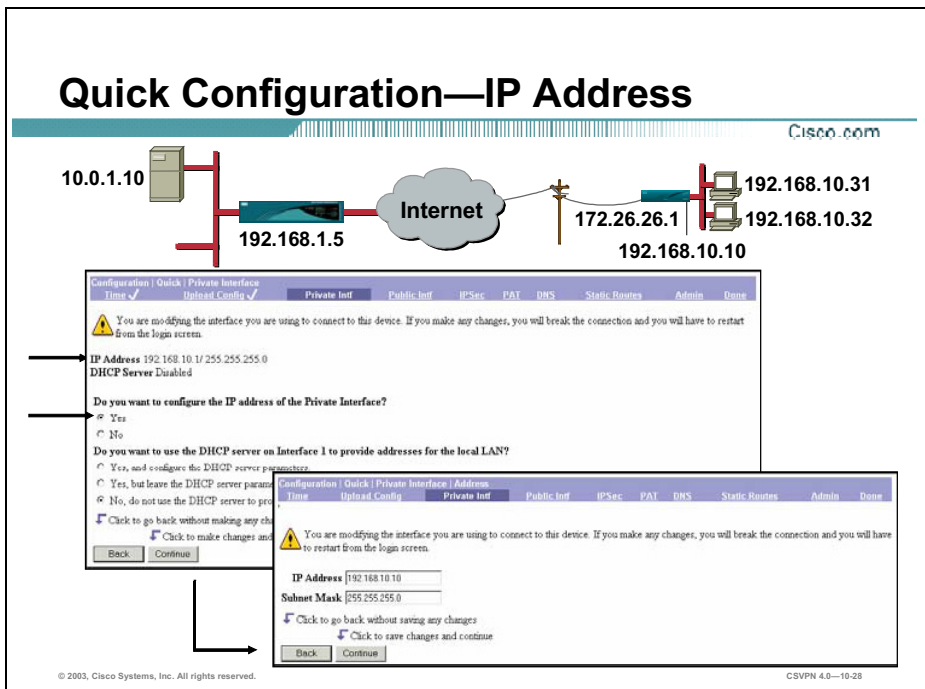 Quick Configuration—IP Address
Cisco.com
10.0.1.10
192.168.1.5
Internet
172.26.26.1
192.168.10.10
192.168.10.31
192.168.10.32
Configuration | Quick | Private Interface
Time Upload Config Private Intf Public Intf IPSec PAT DNS Static Routes Admin Done
You are modifying the interface you are using to connect to this device. If you make any changes, you will break the connection and you will have to restart
from the login screen.
IP Address 192.168.10.1/ 255.255.255.0
DHCP Server Disabled
Do you want to configure the IP address of the Private Interface?
Yes
No
Do you want to use the DHCP server on Interface 1 to provide addresses for the local LAN?
Yes, and configure the DHCP server parameters.
Yes, but leave the DHCP server param
No, do not use the DHCP server to pro
Click to go back without making any ch
Click to make changes and
Back Continue
Configuration | Quick | Private Interface | Address
Time Upload Config Private Intf Public Intf IPSec PAT DNS Static Routes Admin Done
You are modifying the interface you are using to connect to this device. If you make any changes, you will break the connection and you will have
to restart from the login screen.
IP Address 192.168.10.10
Subnet Mask 255.255.255.0
Click to go back without saving any changes
Click to save changes and continue
Back Continue
© 2003, Cisco Systems, Inc. All rights reserved.
CSVPN 4.0—10-28